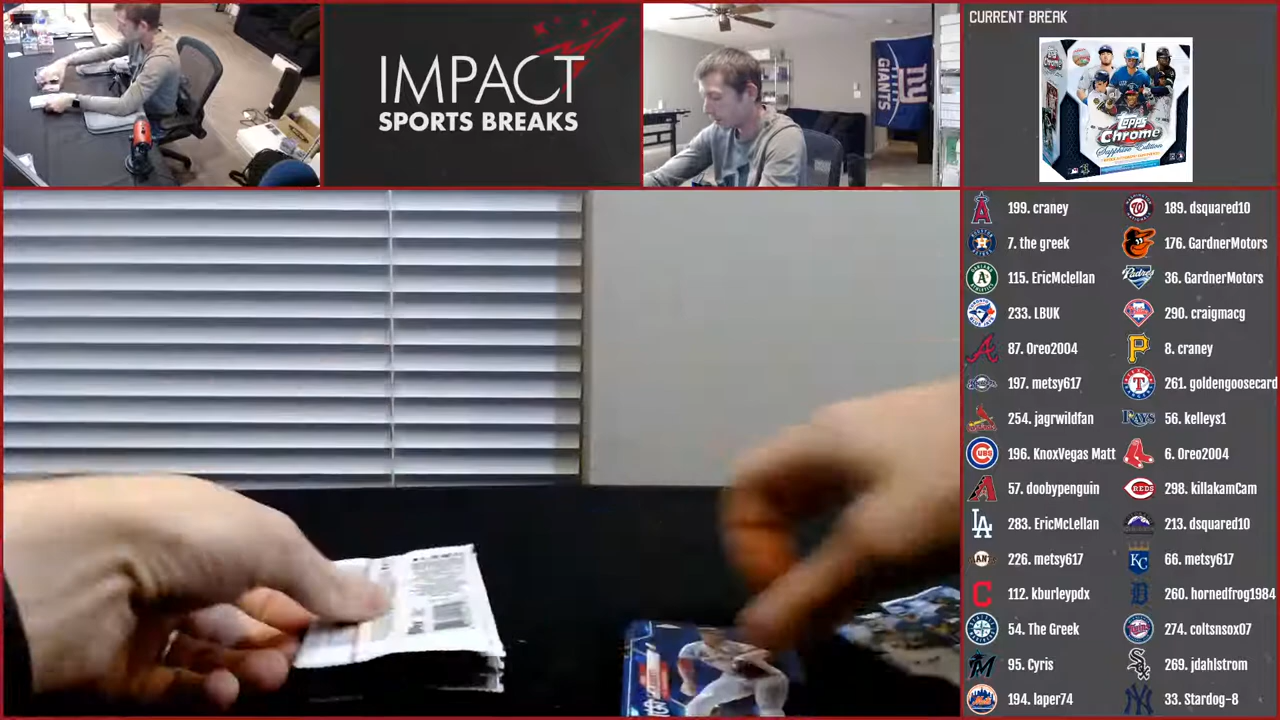 IMPACT
SPORTS BREAKS
NY
GIANTS
CURRENT BREAK
Topps
Chrome
Sapphire Edition
199. craney
189. dsquared10
7. the greek
176. GardnerMotors
115. EricMclellan
36. GardnerMotors
233. LBUK
290. craigmacg
87. Oreo2004
8. craney
197. metsy617
261. goldengoosecard
254. jagrwildfan
56. kelleys1
196. KnoxVegas Matt
6. Oreo2004
57. doobypenguin
298. killakamCam
283. EricMcLellan
213. dsquared10
226. metsy617
66. metsy617
112. kburleypdx
260. hornedfrog1984
54. The Greek
274. coltsnsox07
95. Cyris
269. jdahlstrom
194. laper74
33. Stardog-8